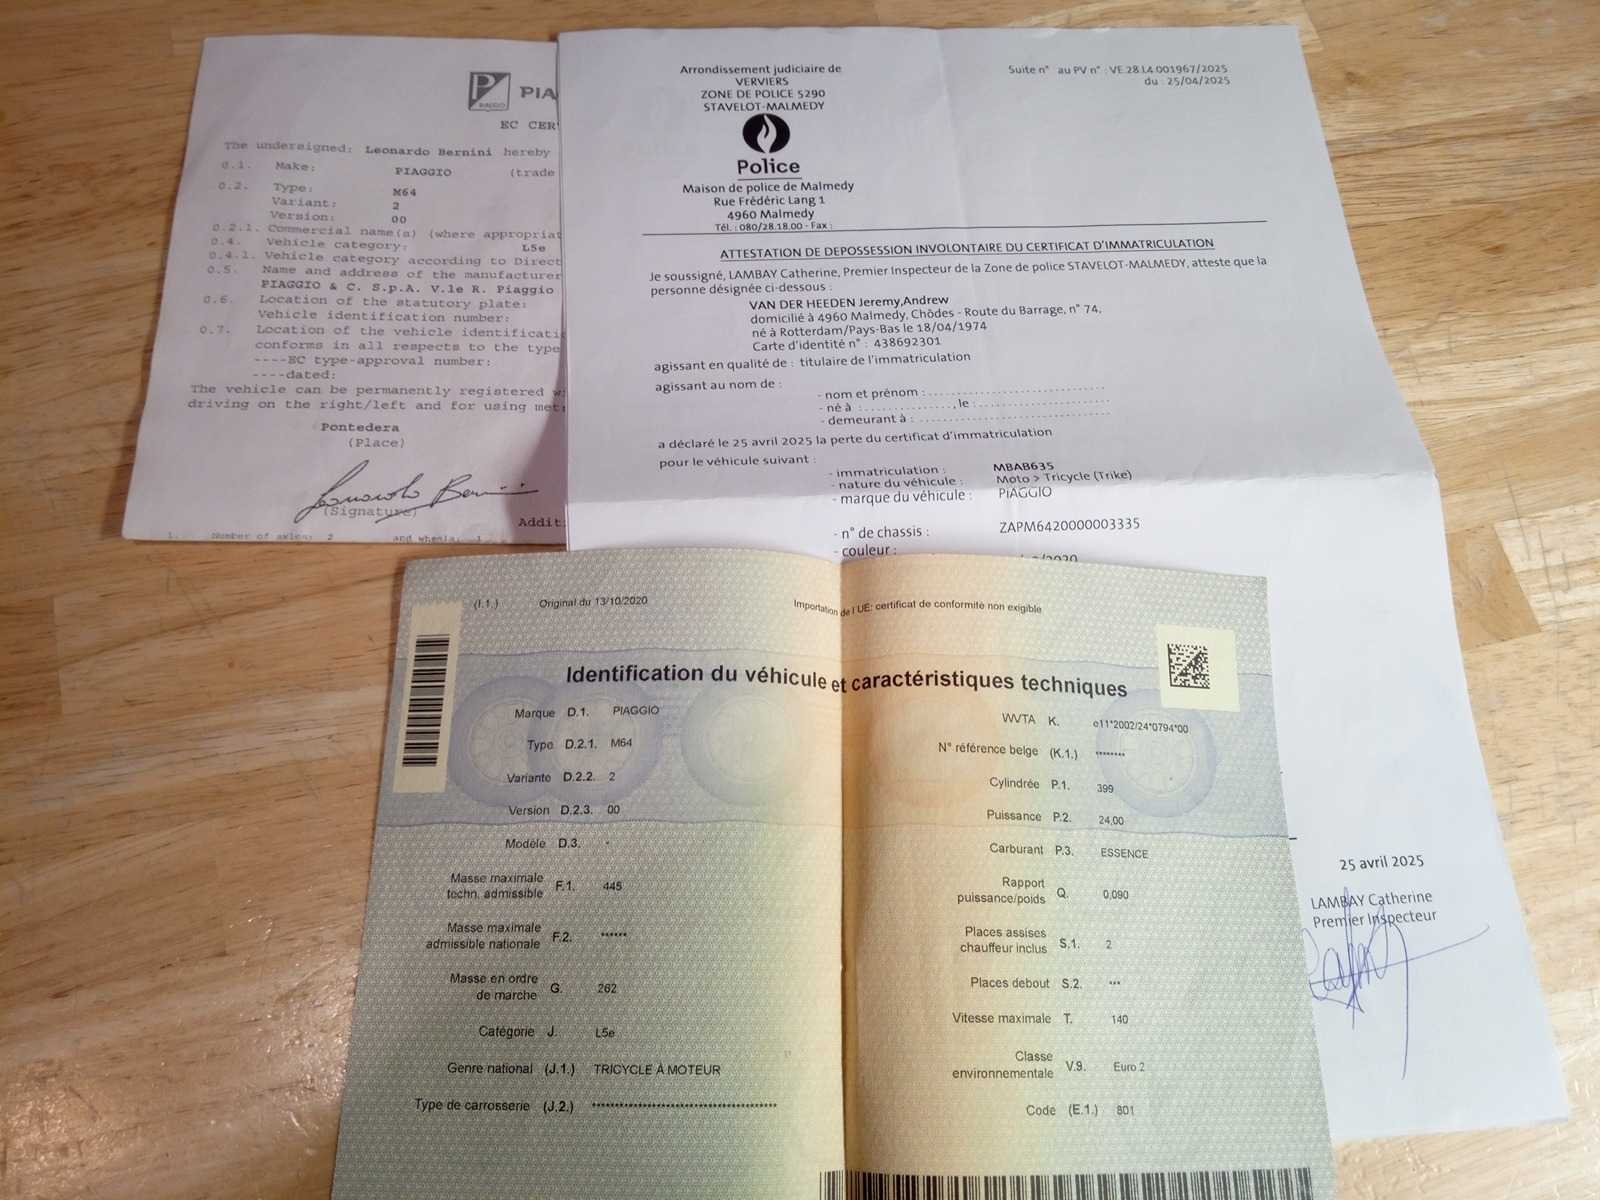 P
PIAGGIO
PIA
EC CER
The undersigned: Leonardo Bernini hereby
0.1. Make: PIAGGIO (trade
0.2. Type: M64
Variant: 2
Version: 00
0.2.1. Commercial name(s) (where appropriat
0.4. Vehicle category: L5e
0.4.1. Vehicle category according to Direct
0.5. Name and address of the manufacturer
PIAGGIO & C. S.p.A. V.le R. Piaggio
0.6. Location of the statutory plate:
Vehicle identification number:
0.7. Location of the vehicle identificati
conforms in all respects to the type
----EC type-approval number:
----dated:
The vehicle can be permanently registered w
driving on the right/left and for using met
Pontedera
(Place)
Leonardo Bernini
(Signature)
Addit
1. Number of axles: 2 and wheels: 3
Arrondissement judiciaire de
VERVIERS
ZONE DE POLICE 5290
STAVELOT-MALMEDY
Police
Maison de police de Malmedy
Rue Frédéric Lang 1
4960 Malmedy
Tél. : 080/28.18.00 - Fax :
Suite n° au PV n° : VE.28.L4.001967/2025
du : 25/04/2025
ATTESTATION DE DEPOSSESSION INVOLONTAIRE DU CERTIFICAT D'IMMATRICULATION
Je soussigné, LAMBAY Catherine, Premier Inspecteur de la Zone de police STAVELOT-MALMEDY, atteste que la
personne désignée ci-dessous :
VAN DER HEEDEN Jeremy,Andrew
domicilié à 4960 Malmedy, Chôdes - Route du Barrage, n° 74,
né à Rotterdam/Pays-Bas le 18/04/1974
Carte d'identité n° : 438692301
agissant en qualité de : titulaire de l'immatriculation
agissant au nom de :
- nom et prénom : ................................
- né à : ..............., le : .......................
- demeurant à : ..................................
a déclaré le 25 avril 2025 la perte du certificat d'immatriculation
pour le véhicule suivant :
- immatriculation : MBAB635
- nature du véhicule : Moto > Tricycle (Trike)
- marque du véhicule : PIAGGIO
- n° de chassis : ZAPM6420000003335
- couleur :
/2020
25 avril 2025
LAMBAY Catherine
Premier Inspecteur
(I.1.) Original du 13/10/2020
Importation de l'UE: certificat de conformité non exigible
Identification du véhicule et caractéristiques techniques
Marque D.1. PIAGGIO
Type D.2.1. M64
Variante D.2.2. 2
Version D.2.3. 00
Modèle D.3. -
Masse maximale
techn. admissible F.1. 445
Masse maximale
admissible nationale F.2. ******
Masse en ordre
de marche G. 262
Catégorie J. L5e
Genre national (J.1.) TRICYCLE À MOTEUR
Type de carrosserie (J.2.) ****************************************
WVTA K. e11*2002/24*0794*00
N° référence belge (K.1.) ********
Cylindrée P.1. 399
Puissance P.2. 24,00
Carburant P.3. ESSENCE
Rapport
puissance/poids Q. 0,090
Places assises
chauffeur inclus S.1. 2
Places debout S.2. ***
Vitesse maximale T. 140
Classe
environnementale V.9. Euro 2
Code (E.1.) 801